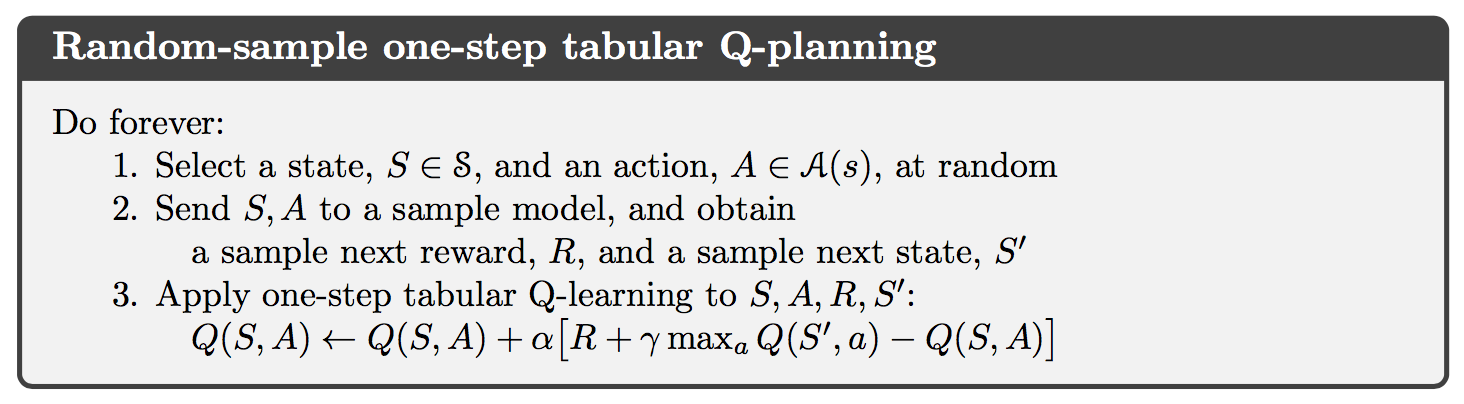 Random-sample one-step tabular Q-planning
Do forever:
1. Select a state, S ∈ 𝒮, and an action, A ∈ 𝒜(s), at random
2. Send S, A to a sample model, and obtain
a sample next reward, R, and a sample next state, S′
3. Apply one-step tabular Q-learning to S, A, R, S′:
Q(S, A) ← Q(S, A) + α[R + γ maxₐ Q(S′, a) − Q(S, A)]